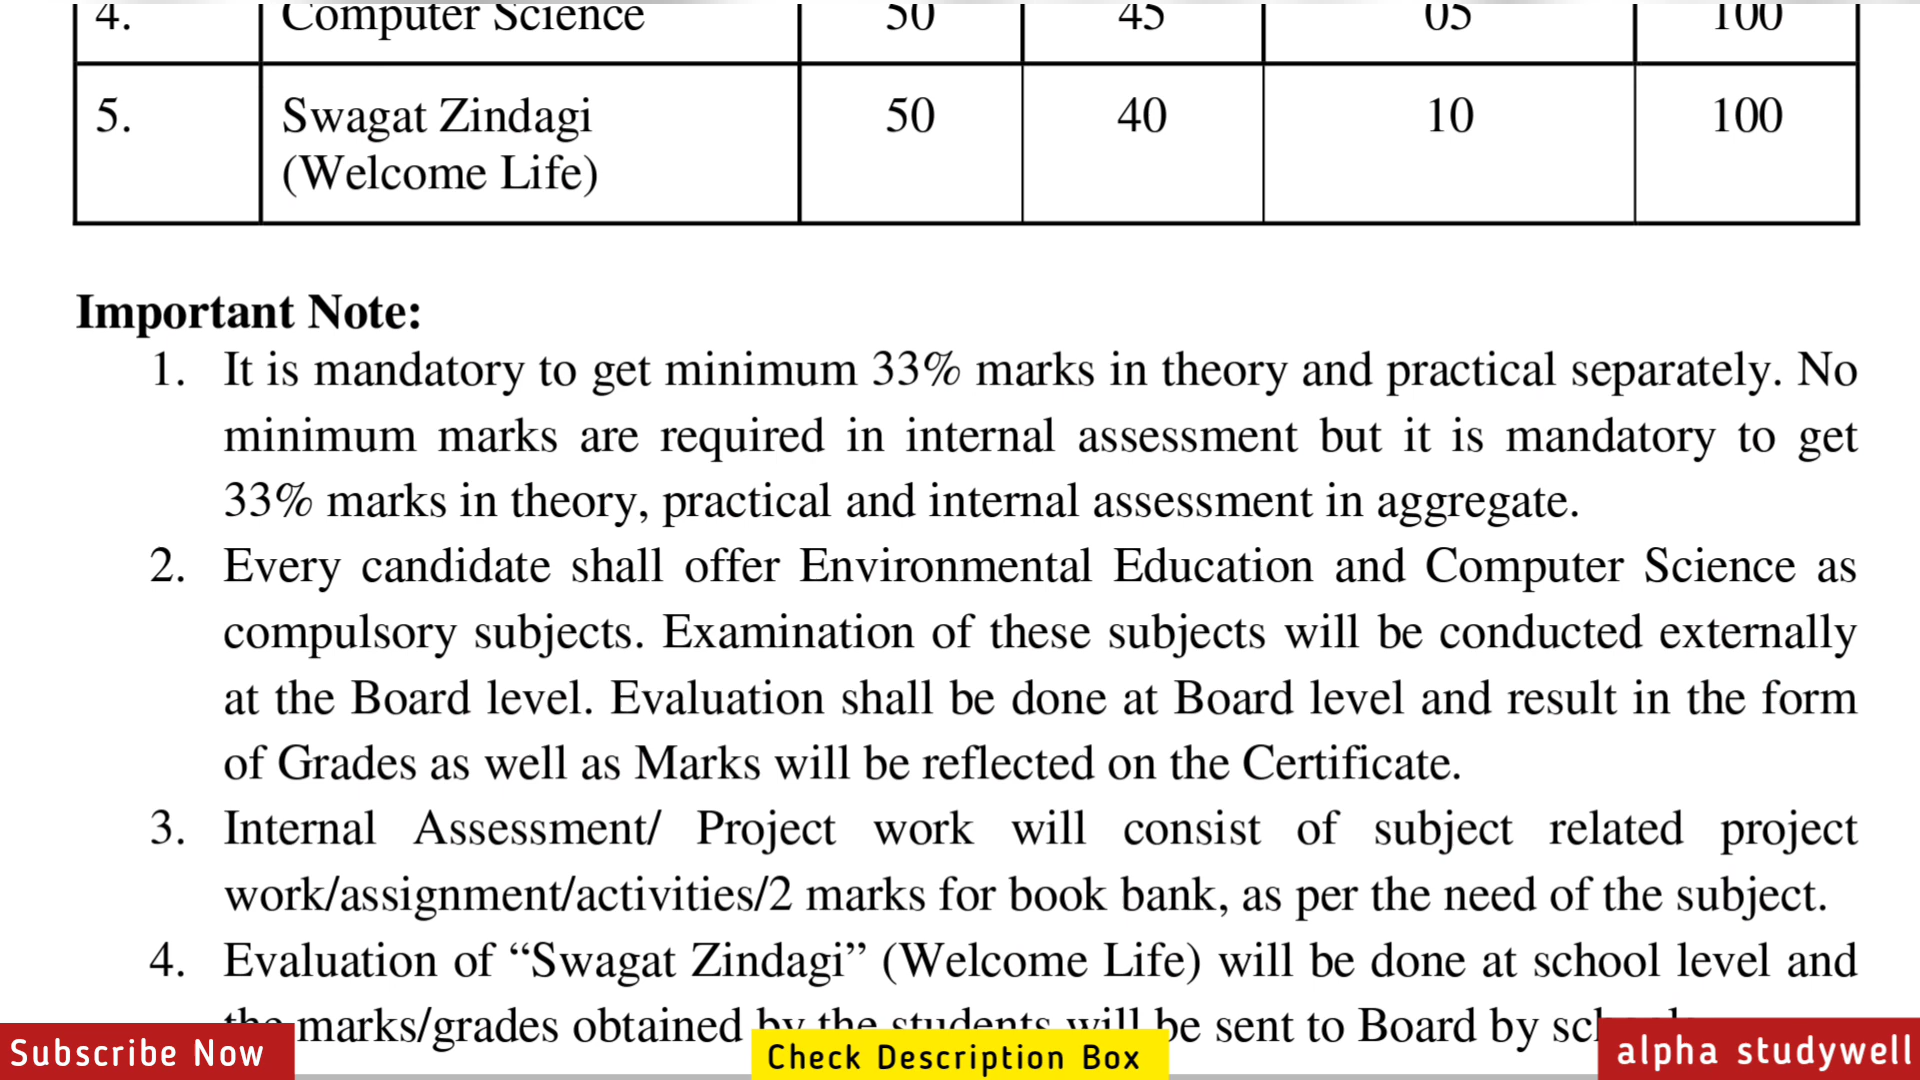 4. Computer Science 50 45 05 100
5. Swagat Zindagi 50 40 10 100
(Welcome Life)
Important Note:
1. It is mandatory to get minimum 33% marks in theory and practical separately. No
minimum marks are required in internal assessment but it is mandatory to get
33% marks in theory, practical and internal assessment in aggregate.
2. Every candidate shall offer Environmental Education and Computer Science as
compulsory subjects. Examination of these subjects will be conducted externally
at the Board level. Evaluation shall be done at Board level and result in the form
of Grades as well as Marks will be reflected on the Certificate.
3. Internal Assessment/ Project work will consist of subject related project
work/assignment/activities/2 marks for book bank, as per the need of the subject.
4. Evaluation of “Swagat Zindagi” (Welcome Life) will be done at school level and
the marks/grades obtained by the students will be sent to Board by
Subscribe Now
Check Description Box
alpha studywell